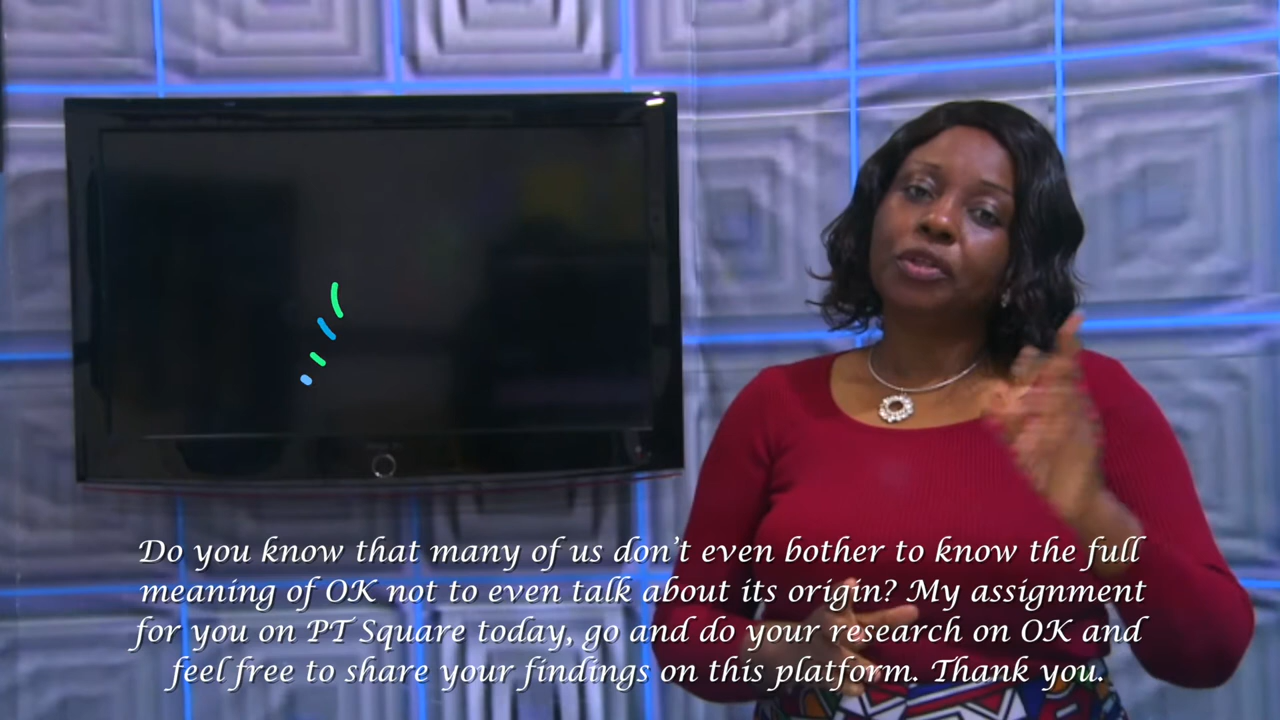 Do you know that many of us don't even bother to know the full
meaning of OK not to even talk about its origin? My assignment
for you on PT Square today, go and do your research on OK and
feel free to share your findings on this platform. Thank you.